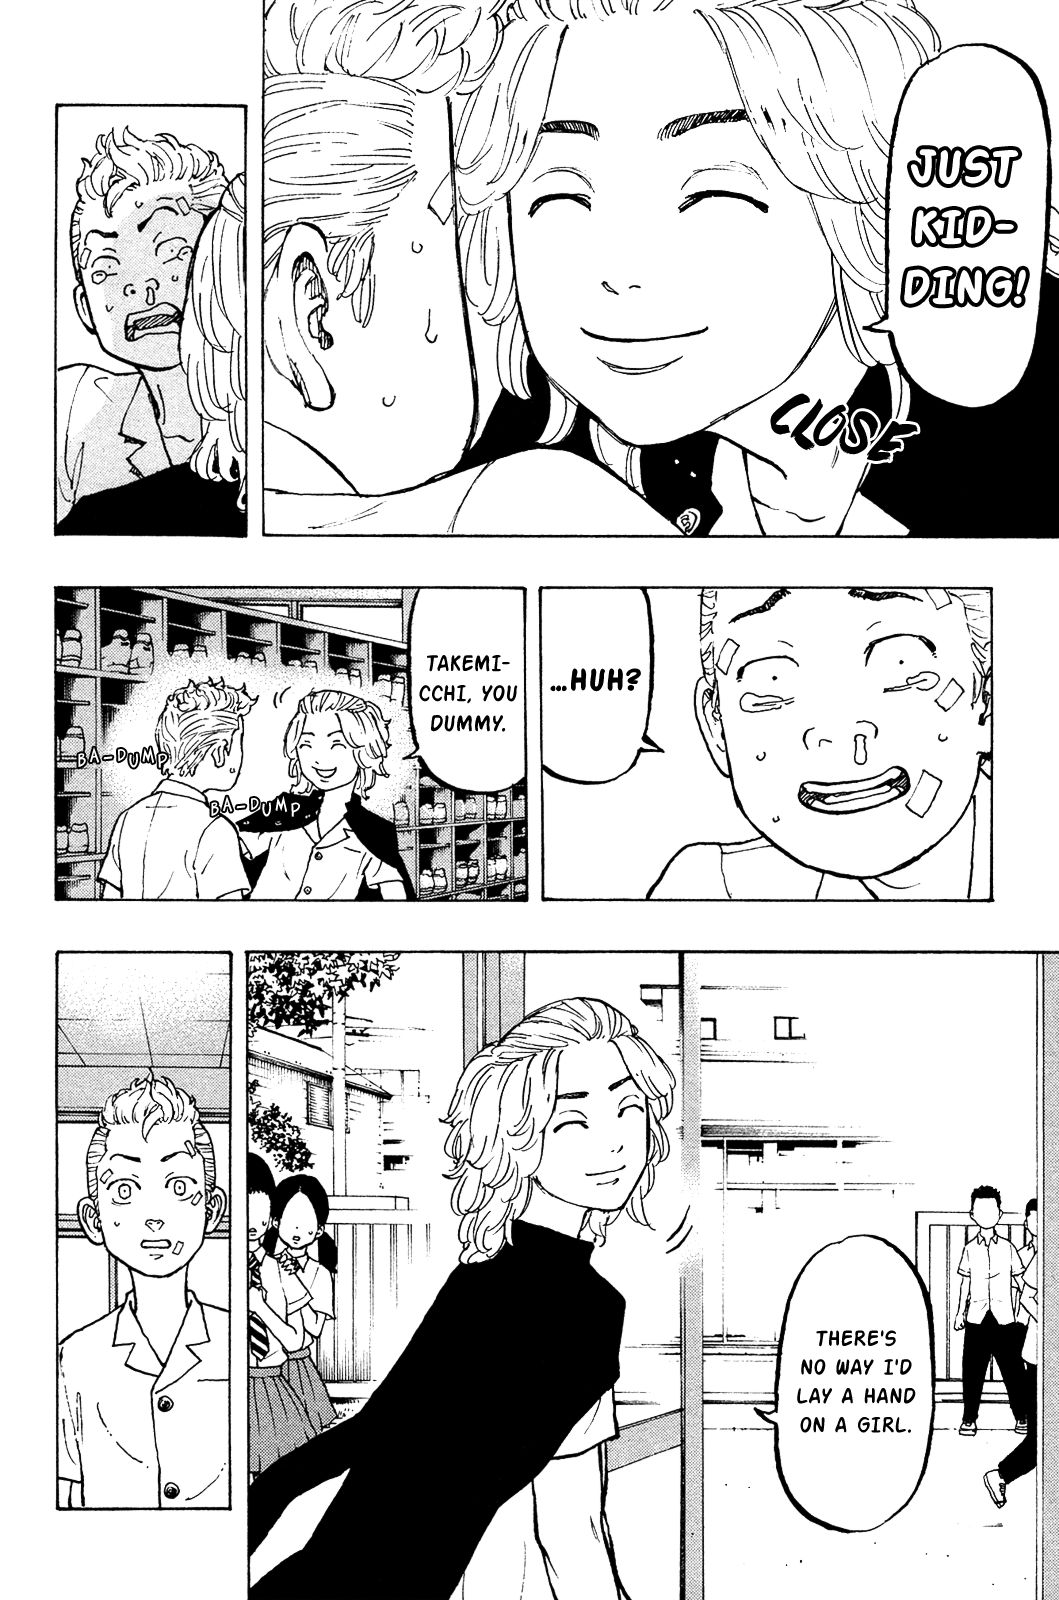 JUST
KID-
DING!
CLOSE
...HUH?
TAKEMI-
CCHI, YOU
DUMMY.
BA-DUMP
BA-DUMP
THERE'S
NO WAY I'D
LAY A HAND
ON A GIRL.